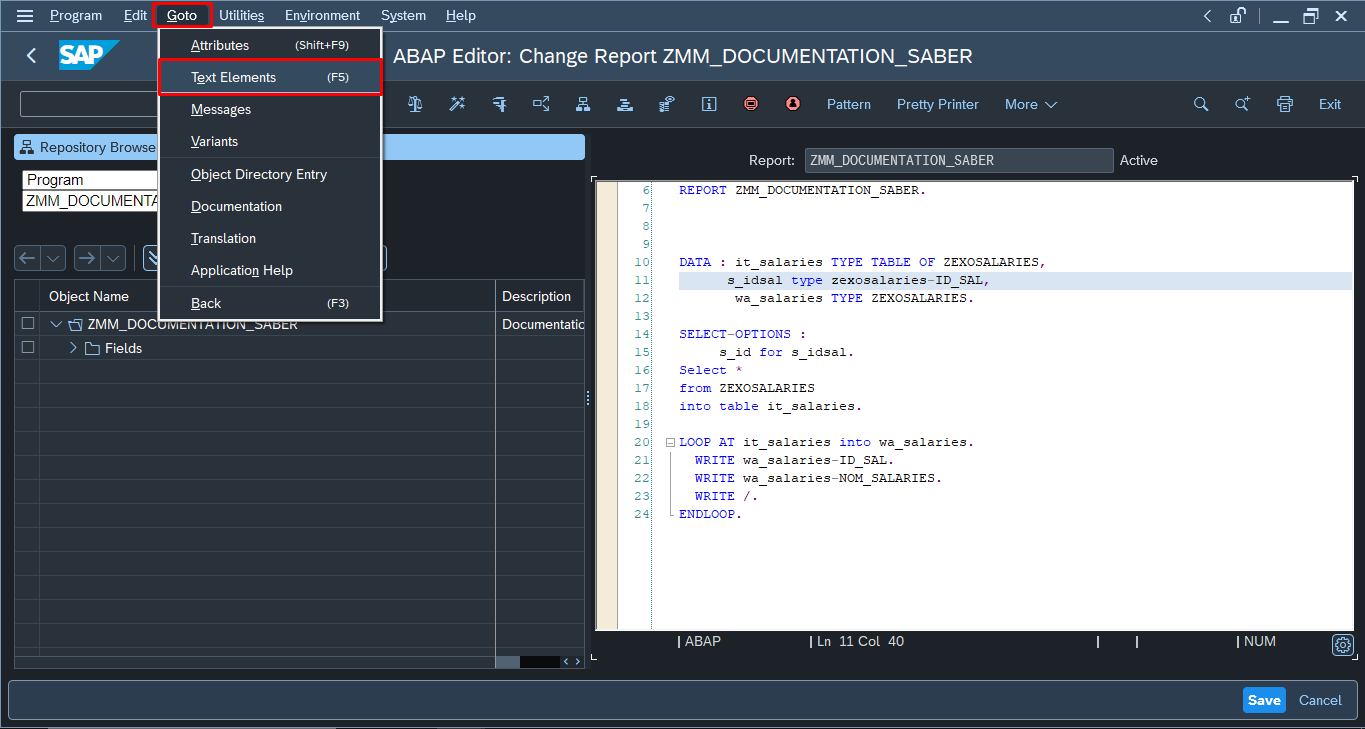 Program Edit Goto Utilities Environment System Help
SAP
ABAP Editor: Change Report ZMM_DOCUMENTATION_SABER
Attributes (Shift+F9)
Text Elements (F5)
Messages
Variants
Object Directory Entry
Documentation
Translation
Application Help
Back (F3)
Pattern Pretty Printer More Exit
Repository Browse
Program
ZMM_DOCUMENTA
Object Name Description
ZMM_DOCUMENTATION_SABER Documentatio
Fields
Report: ZMM_DOCUMENTATION_SABER Active
6 REPORT ZMM_DOCUMENTATION_SABER.
7
8
9
10 DATA : it_salaries TYPE TABLE OF ZEXOSALARIES,
11 s_idsal type zexosalaries-ID_SAL,
12 wa_salaries TYPE ZEXOSALARIES.
13
14 SELECT-OPTIONS :
15 s_id for s_idsal.
16 Select *
17 from ZEXOSALARIES
18 into table it_salaries.
19
20 LOOP AT it_salaries into wa_salaries.
21 WRITE wa_salaries-ID_SAL.
22 WRITE wa_salaries-NOM_SALARIES.
23 WRITE /.
24 ENDLOOP.
ABAP Ln 11 Col 40 NUM
Save Cancel